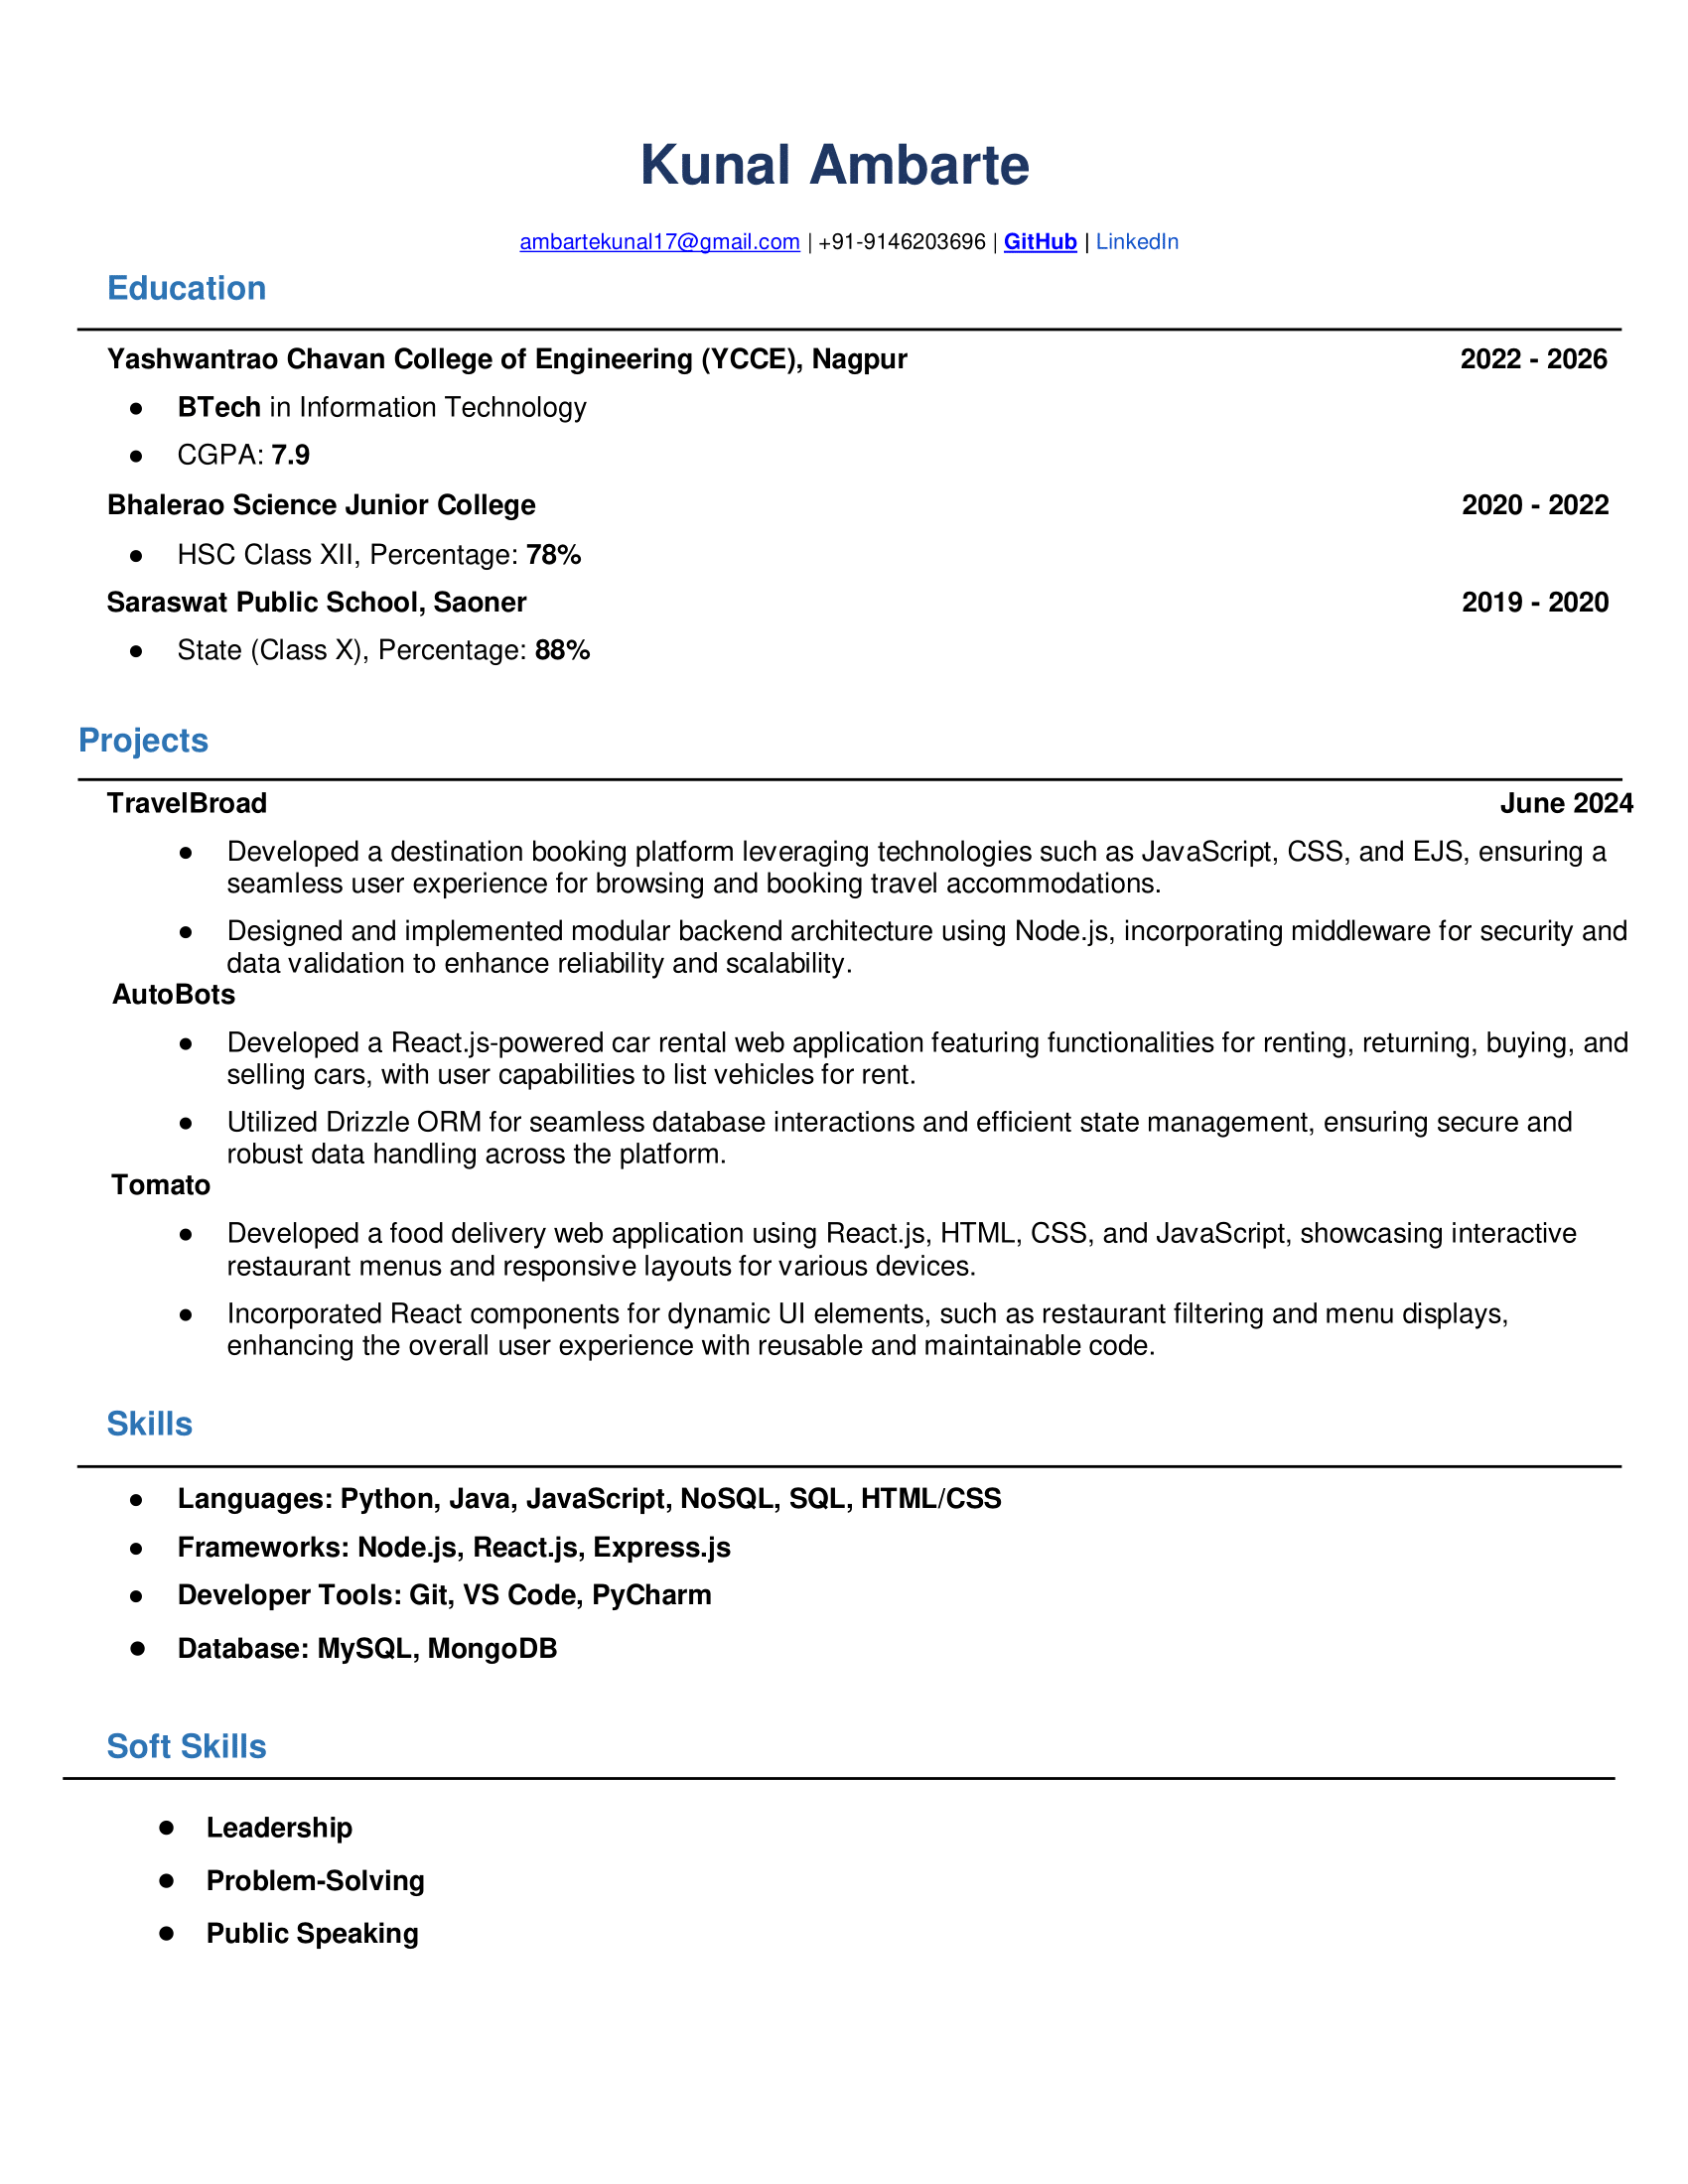 Kunal Ambarte
ambartekunal17@gmail.com | +91-9146203696 | GitHub | LinkedIn
Education
Yashwantrao Chavan College of Engineering (YCCE), Nagpur 2022 - 2026
● BTech in Information Technology
● CGPA: 7.9
Bhalerao Science Junior College 2020 - 2022
● HSC Class XII, Percentage: 78%
Saraswat Public School, Saoner 2019 - 2020
● State (Class X), Percentage: 88%
Projects
TravelBroad June 2024
● Developed a destination booking platform leveraging technologies such as JavaScript, CSS, and EJS, ensuring a
seamless user experience for browsing and booking travel accommodations.
● Designed and implemented modular backend architecture using Node.js, incorporating middleware for security and
data validation to enhance reliability and scalability.
AutoBots
● Developed a React.js-powered car rental web application featuring functionalities for renting, returning, buying, and
selling cars, with user capabilities to list vehicles for rent.
● Utilized Drizzle ORM for seamless database interactions and efficient state management, ensuring secure and
robust data handling across the platform.
Tomato
● Developed a food delivery web application using React.js, HTML, CSS, and JavaScript, showcasing interactive
restaurant menus and responsive layouts for various devices.
● Incorporated React components for dynamic UI elements, such as restaurant filtering and menu displays,
enhancing the overall user experience with reusable and maintainable code.
Skills
● Languages: Python, Java, JavaScript, NoSQL, SQL, HTML/CSS
● Frameworks: Node.js, React.js, Express.js
● Developer Tools: Git, VS Code, PyCharm
● Database: MySQL, MongoDB
Soft Skills
● Leadership
● Problem-Solving
● Public Speaking